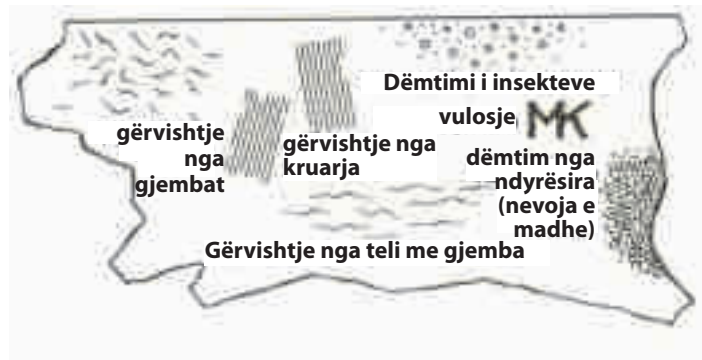 Dëmtimi i insekteve
vulosje
MK
gërvishtje
nga
gjembat
gërvishtje nga
kruarja
dëmtim nga
ndyrësira
(nevoja e
madhe)
Gërvishtje nga teli me gjemba